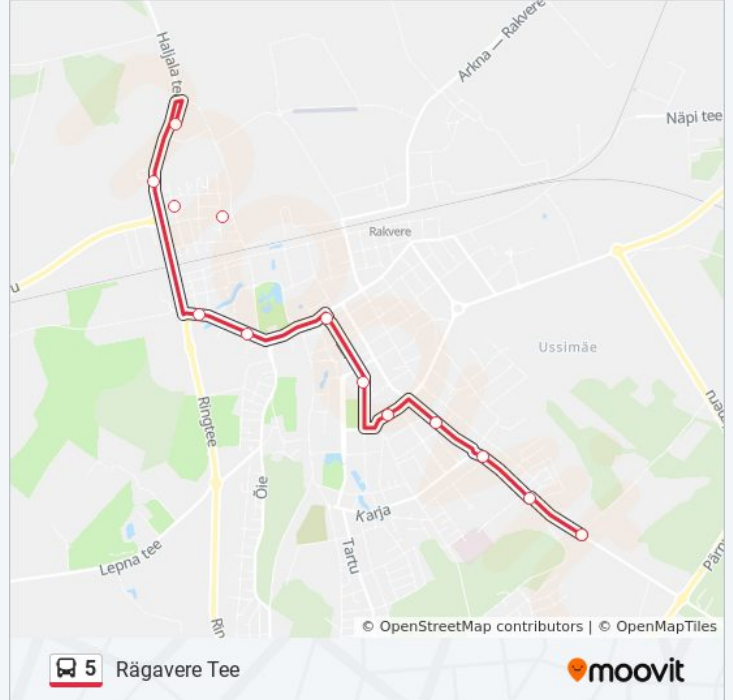 Haljala tee
Arkna — Rakvere
Näpi tee
Rakvere
Ussimäe
Ringtee
Õie
Karja
Tartu
Lepna tee
© OpenStreetMap contributors | © OpenMapTiles
5 Rägavere Tee
moovit